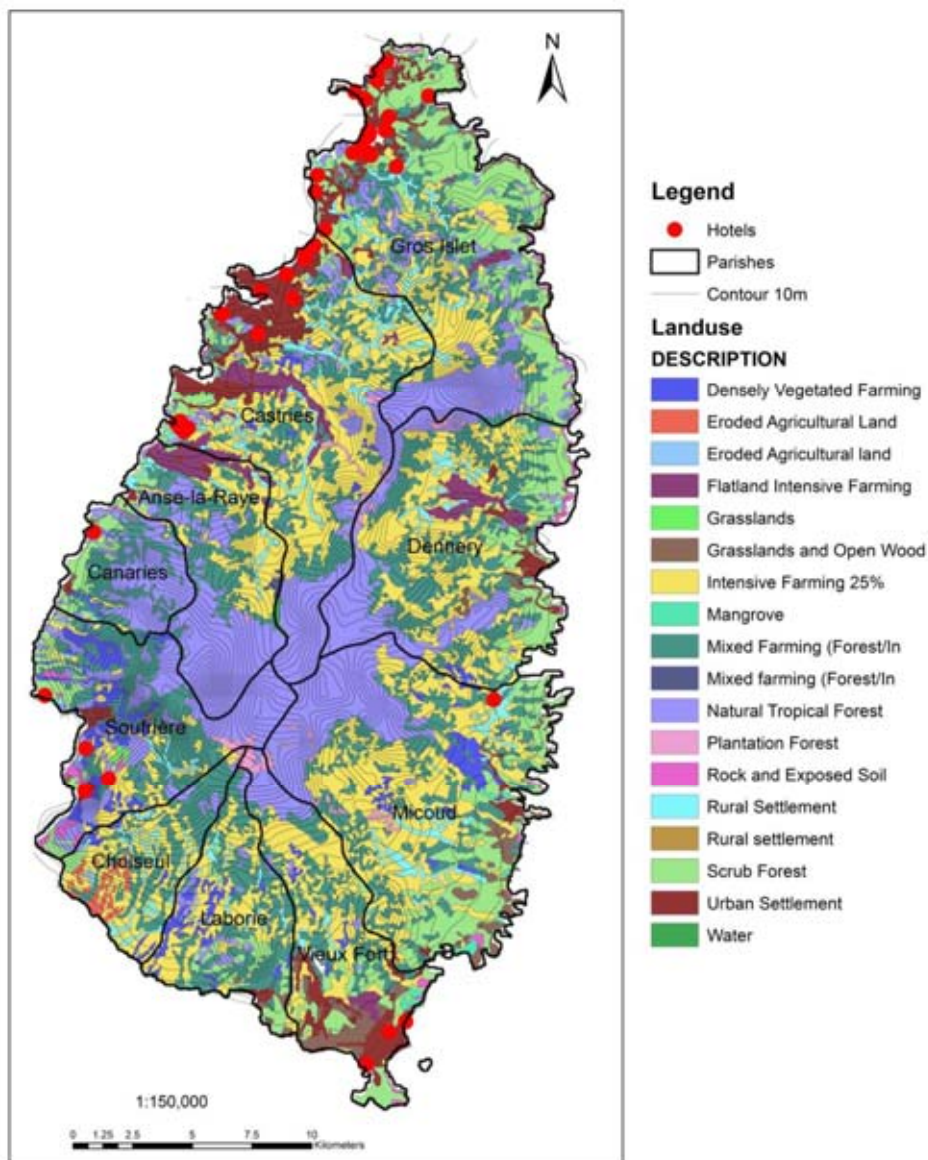 N
Gros Islet
Castries
Anse-la-Raye
Dennery
Canaries
Soufrière
Micoud
Choiseul
Laborie
Vieux Fort
1:150,000
0 1.25 2.5 5 7.5 10
Kilometers
Legend
Hotels
Parishes
Contour 10m
Landuse
DESCRIPTION
Densely Vegetated Farming
Eroded Agricultural Land
Eroded Agricultural land
Flatland Intensive Farming
Grasslands
Grasslands and Open Wood
Intensive Farming 25%
Mangrove
Mixed Farming (Forest/In
Mixed farming (Forest/In
Natural Tropical Forest
Plantation Forest
Rock and Exposed Soil
Rural Settlement
Rural settlement
Scrub Forest
Urban Settlement
Water